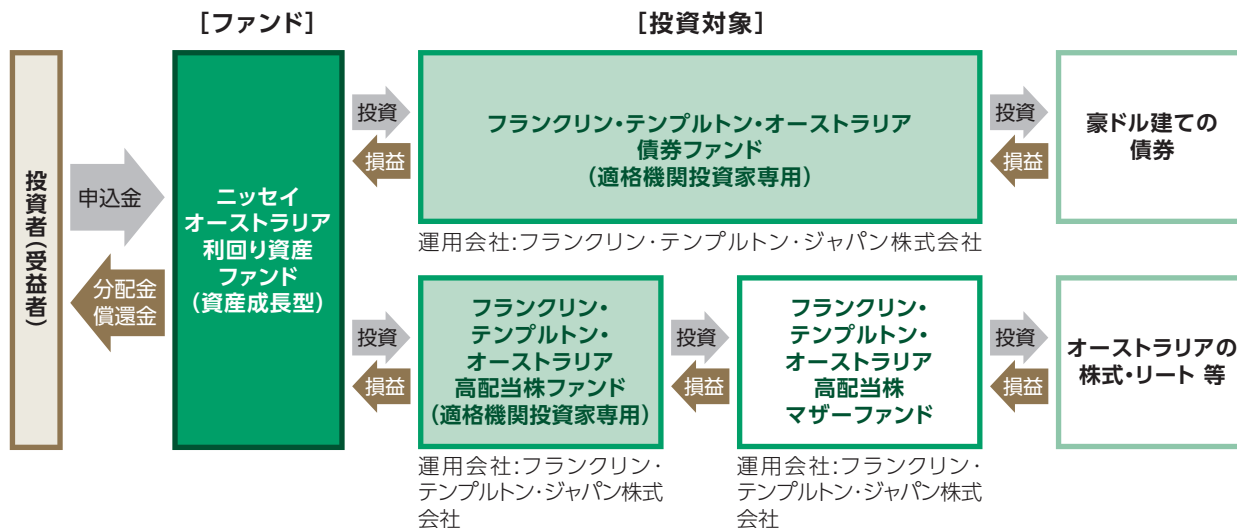 [ファンド]
[投資対象]
投資者(受益者)
申込金
分配金
償還金
ニッセイ
オーストラリア
利回り資産
ファンド
(資産成長型)
投資
損益
フランクリン・テンプルトン・オーストラリア
債券ファンド
(適格機関投資家専用)
運用会社:フランクリン・テンプルトン・ジャパン株式会社
投資
損益
豪ドル建ての
債券
投資
損益
フランクリン・
テンプルトン・
オーストラリア
高配当株ファンド
(適格機関投資家専用)
運用会社:フランクリン・
テンプルトン・ジャパン株式
会社
投資
損益
フランクリン・
テンプルトン・
オーストラリア
高配当株
マザーファンド
運用会社:フランクリン・
テンプルトン・ジャパン株式
会社
投資
損益
オーストラリアの
株式・リート 等